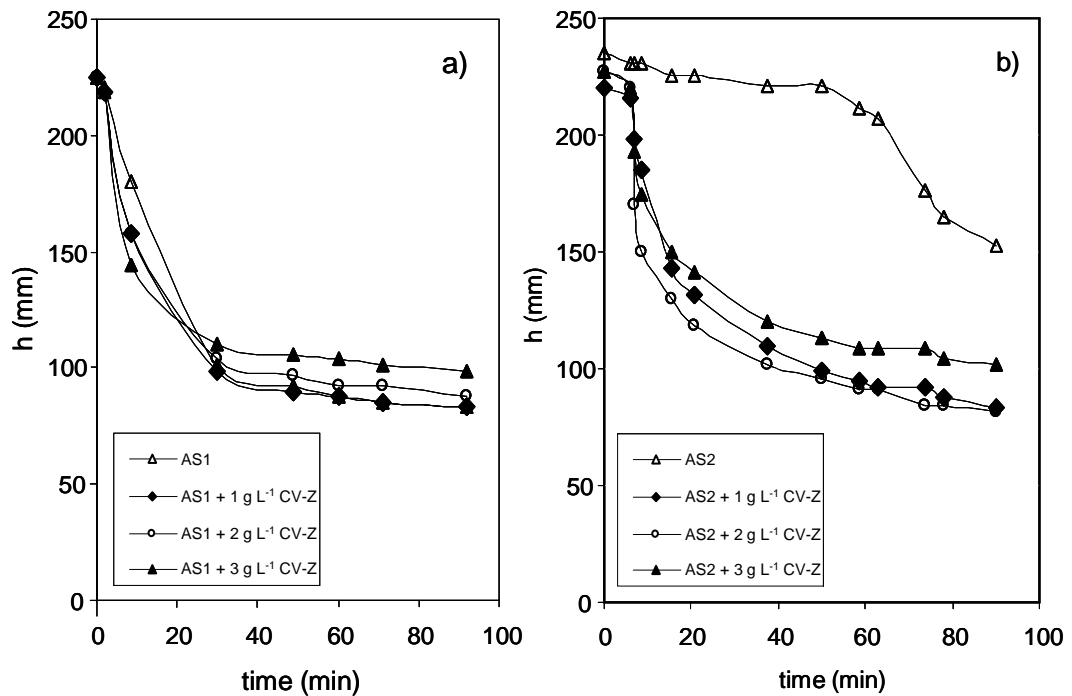 a)
h (mm)
250
200
150
100
50
0
0 20 40 60 80 100
time (min)
AS1
AS1 + 1 g L⁻¹ CV-Z
AS1 + 2 g L⁻¹ CV-Z
AS1 + 3 g L⁻¹ CV-Z
b)
h (mm)
250
200
150
100
50
0
0 20 40 60 80 100
time (min)
AS2
AS2 + 1 g L⁻¹ CV-Z
AS2 + 2 g L⁻¹ CV-Z
AS2 + 3 g L⁻¹ CV-Z